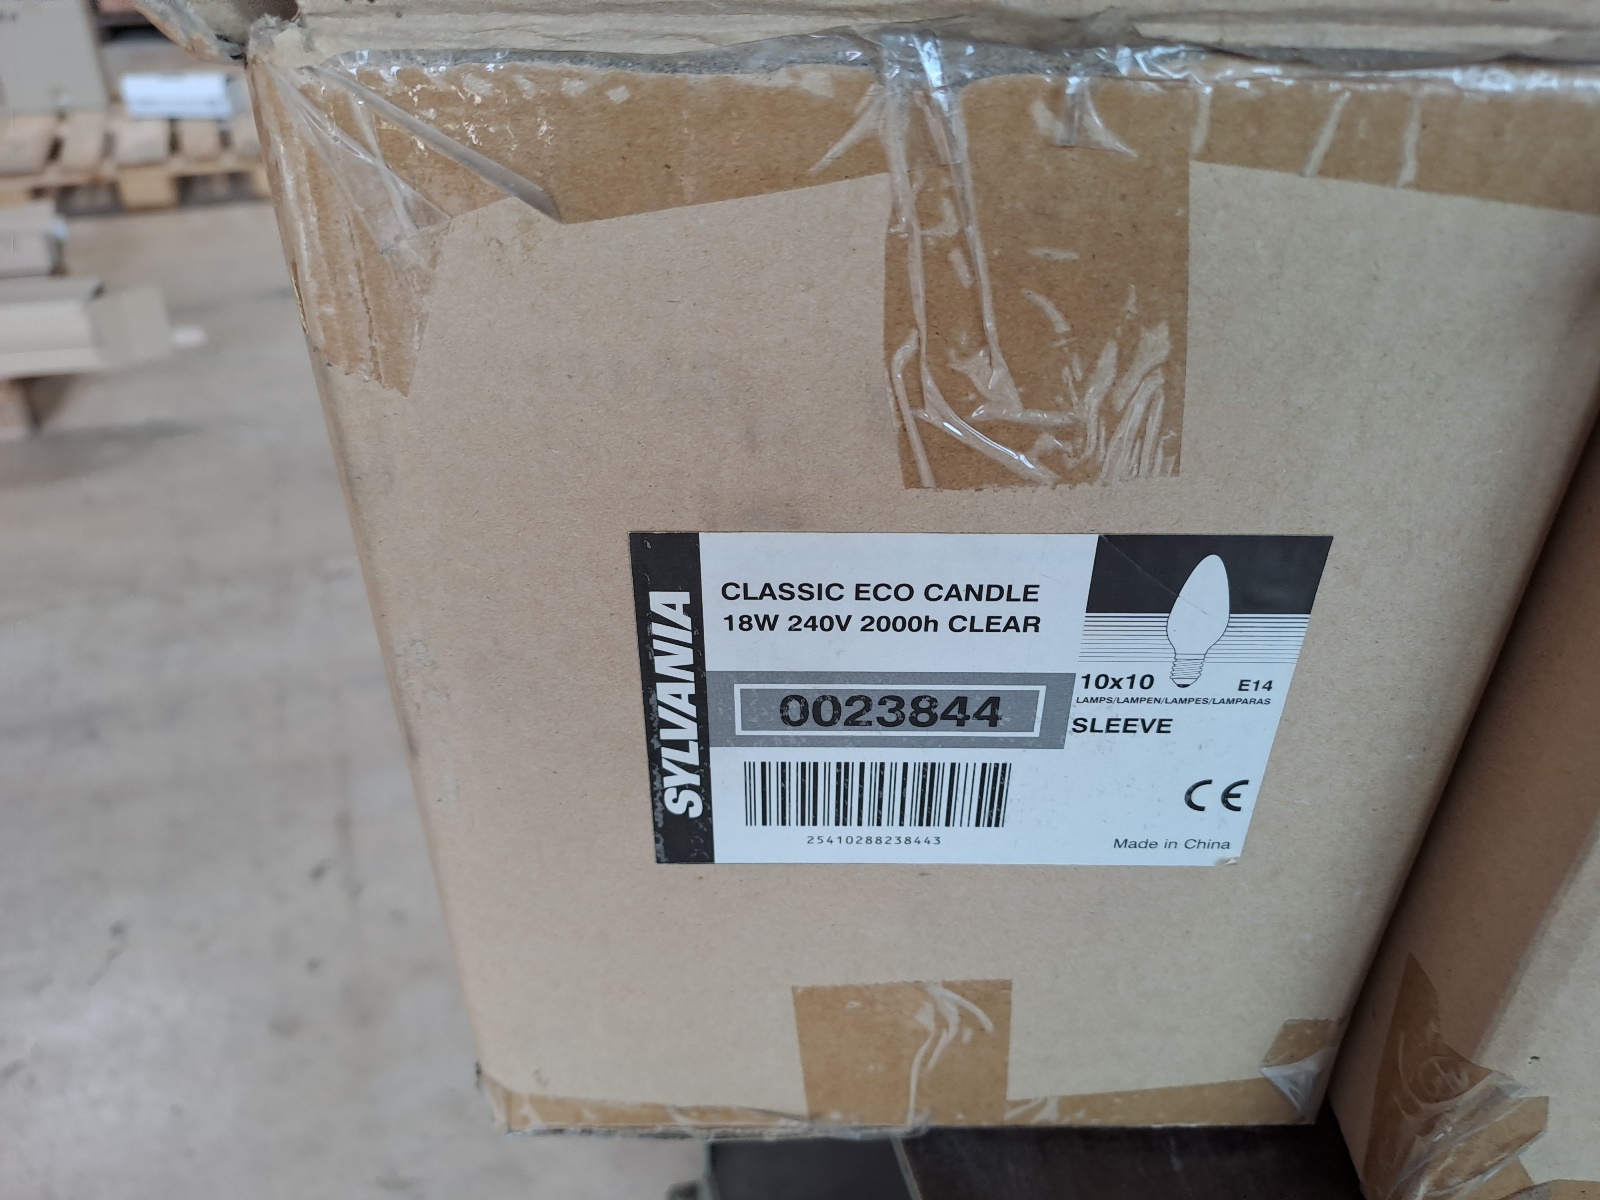 SYLVANIA
CLASSIC ECO CANDLE
18W 240V 2000h CLEAR
0023844
25410288238443
10x10 E14
LAMPS/LAMPEN/LAMPES/LAMPARAS
SLEEVE
CE
Made in China